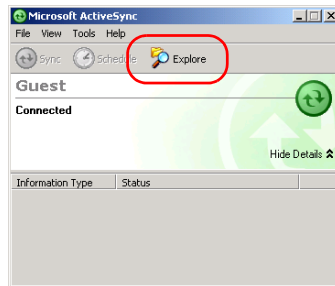 Microsoft ActiveSync
File View Tools Help
Sync Schedule Explore
Guest
Connected
Hide Details
Information Type Status